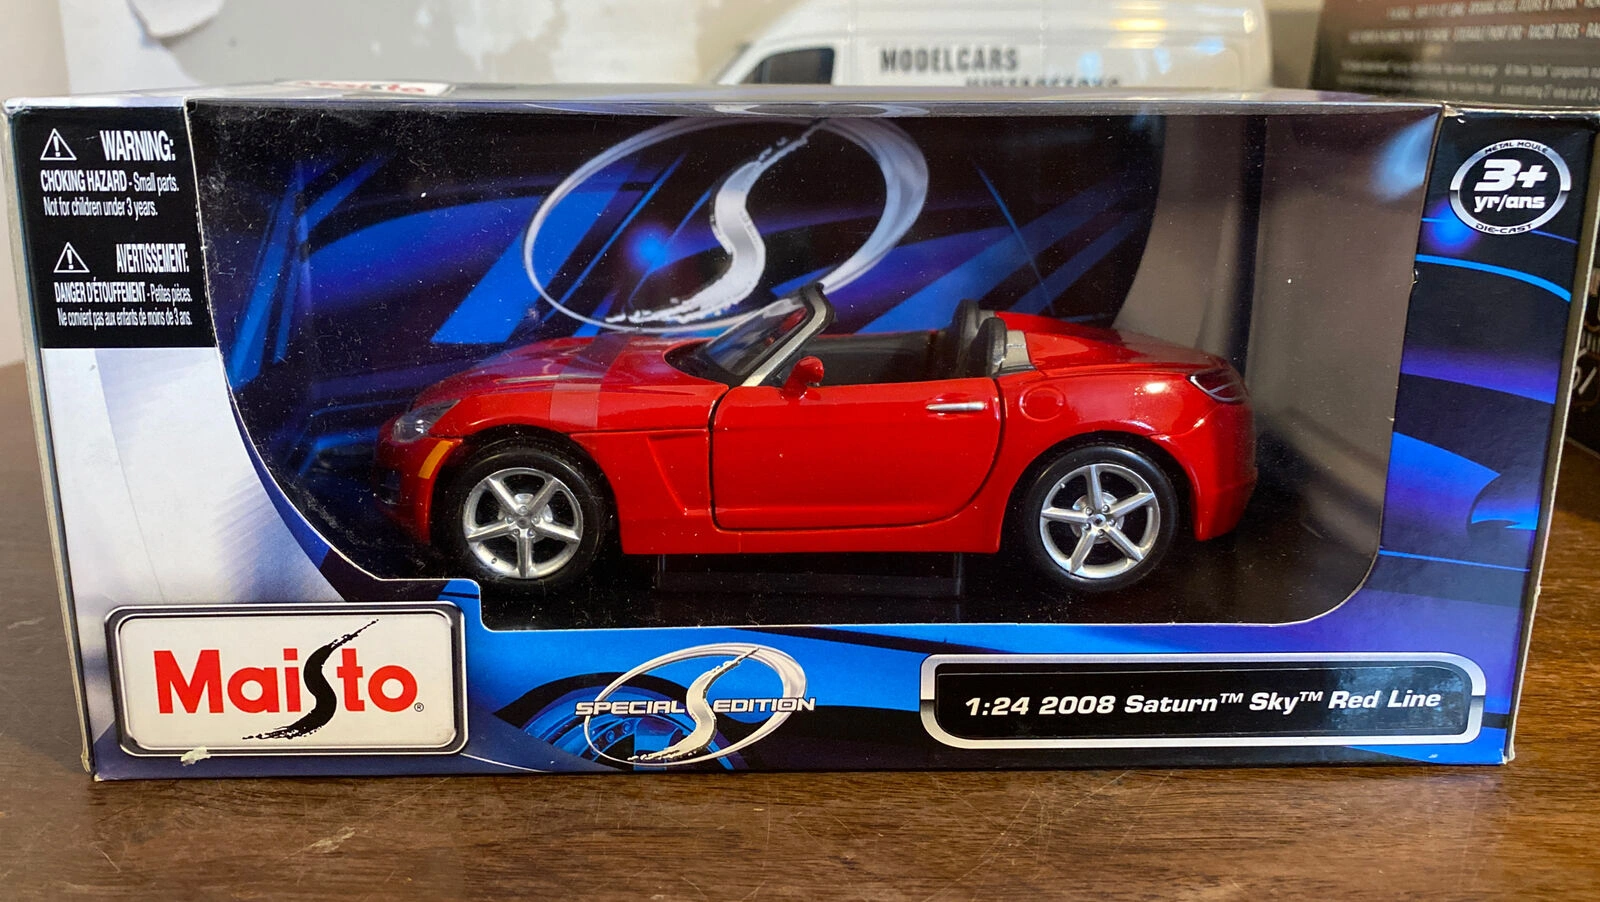 MODELCARS
WARNING:
CHOKING HAZARD - Small parts.
Not for children under 3 years.
AVERTISSEMENT:
DANGER D'ÉTOUFFEMENT - Petites pièces.
Ne convient pas aux enfants de moins de 3 ans.
METAL MOULE
3+
yr/ans
DIE-CAST
Maisto®
SPECIAL EDITION
1:24 2008 Saturn™ Sky™ Red Line